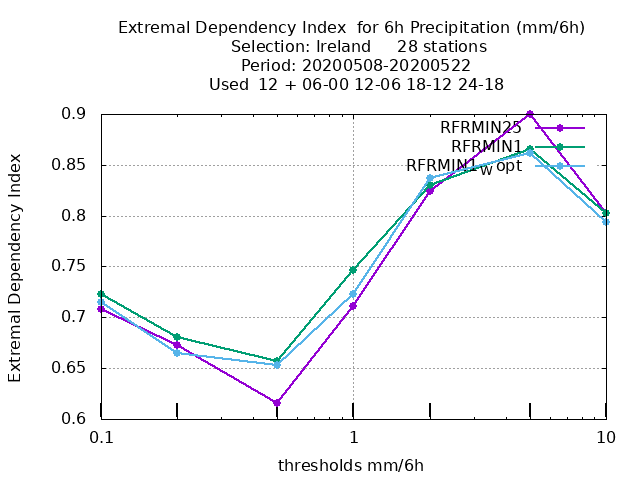 Extremal Dependency Index  for 6h Precipitation (mm/6h)
Selection: Ireland     28 stations
Period: 20200508-20200522
Used  12 + 06-00 12-06 18-12 24-18
RFRMIN25
RFRMIN1
RFRMIN1_w opt
Extremal Dependency Index
0.9
0.85
0.8
0.75
0.7
0.65
0.6
0.1 1 10
thresholds mm/6h